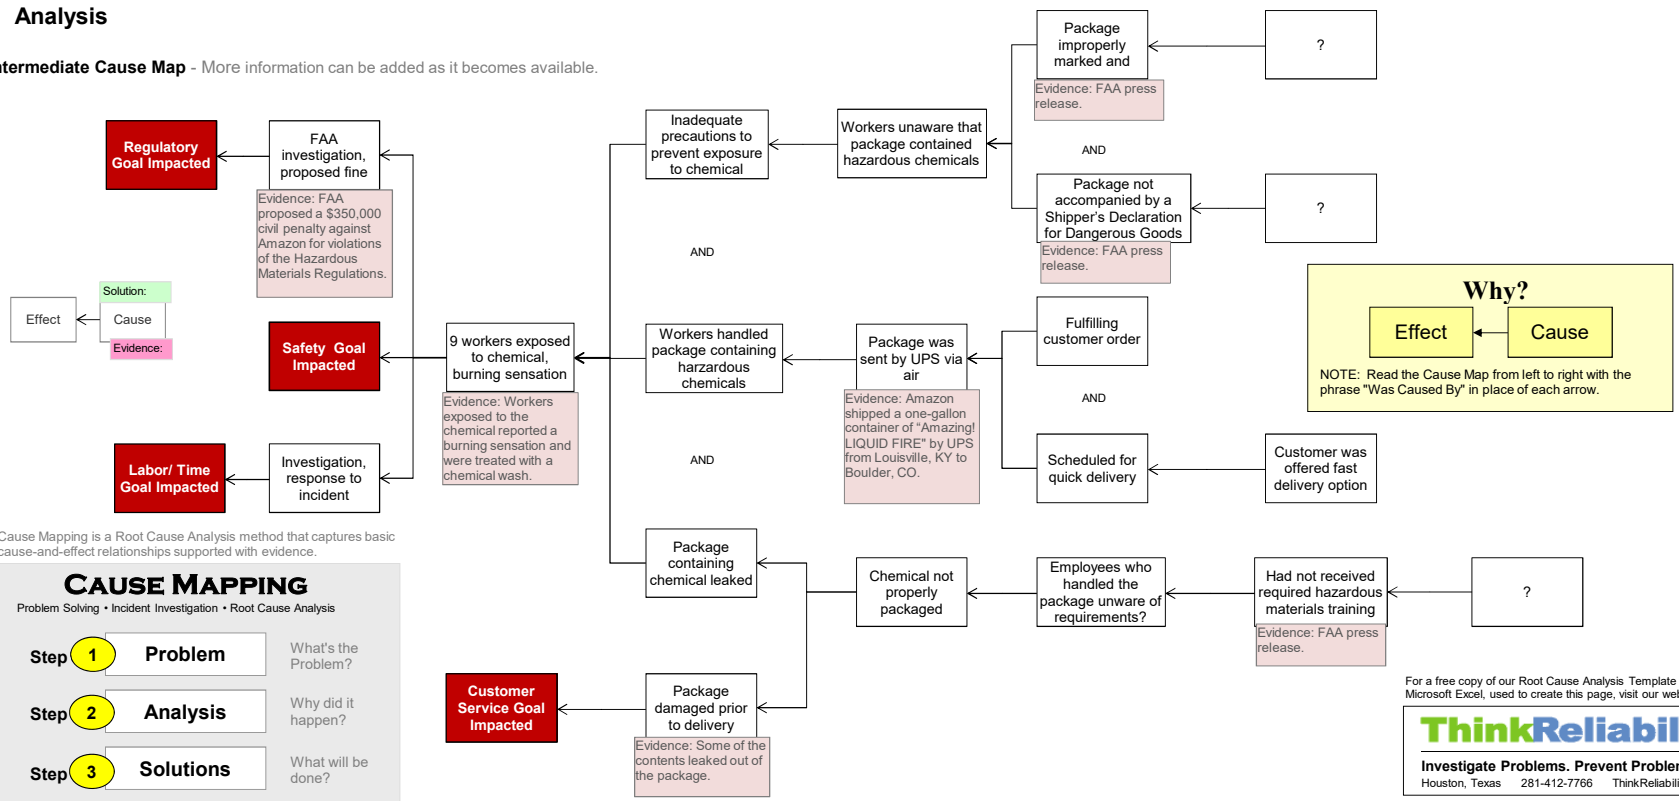 Analysis
ntermediate Cause Map - More information can be added as it becomes available.
Regulatory
Goal Impacted
FAA
investigation,
proposed fine
Evidence: FAA
proposed a $350,000
civil penalty against
Amazon for violations
of the Hazardous
Materials Regulations.
Solution:
Effect
Cause
Evidence:
Safety Goal
Impacted
9 workers exposed
to chemical,
burning sensation
Evidence: Workers
exposed to the
chemical reported a
burning sensation and
were treated with a
chemical wash.
Labor/ Time
Goal Impacted
Investigation,
response to
incident
Inadequate
precautions to
prevent exposure
to chemical
Workers unaware that
package contained
hazardous chemicals
Package
improperly
marked and
Evidence: FAA press
release.
?
AND
Package not
accompanied by a
Shipper's Declaration
for Dangerous Goods
Evidence: FAA press
release.
?
AND
Workers handled
package containing
harzardous
chemicals
Package was
sent by UPS via
air
Evidence: Amazon
shipped a one-gallon
container of “Amazing!
LIQUID FIRE" by UPS
from Louisville, KY to
Boulder, CO.
Fulfilling
customer order
AND
Scheduled for
quick delivery
Customer was
offered fast
delivery option
AND
Package
containing
chemical leaked
Chemical not
properly
packaged
Employees who
handled the
package unware of
requirements?
Had not received
required hazardous
materials training
Evidence: FAA press
release.
?
Customer
Service Goal
Impacted
Package
damaged prior
to delivery
Evidence: Some of the
contents leaked out of
the package.
Why?
Effect
Cause
NOTE: Read the Cause Map from left to right with the
phrase "Was Caused By" in place of each arrow.
Cause Mapping is a Root Cause Analysis method that captures basic
cause-and-effect relationships supported with evidence.
CAUSE MAPPING
Problem Solving • Incident Investigation • Root Cause Analysis
Step 1 Problem What's the
Problem?
Step 2 Analysis Why did it
happen?
Step 3 Solutions What will be
done?
For a free copy of our Root Cause Analysis Template
Microsoft Excel, used to create this page, visit our web
ThinkReliabil
Investigate Problems. Prevent Problem
Houston, Texas 281-412-7766 ThinkReliabili